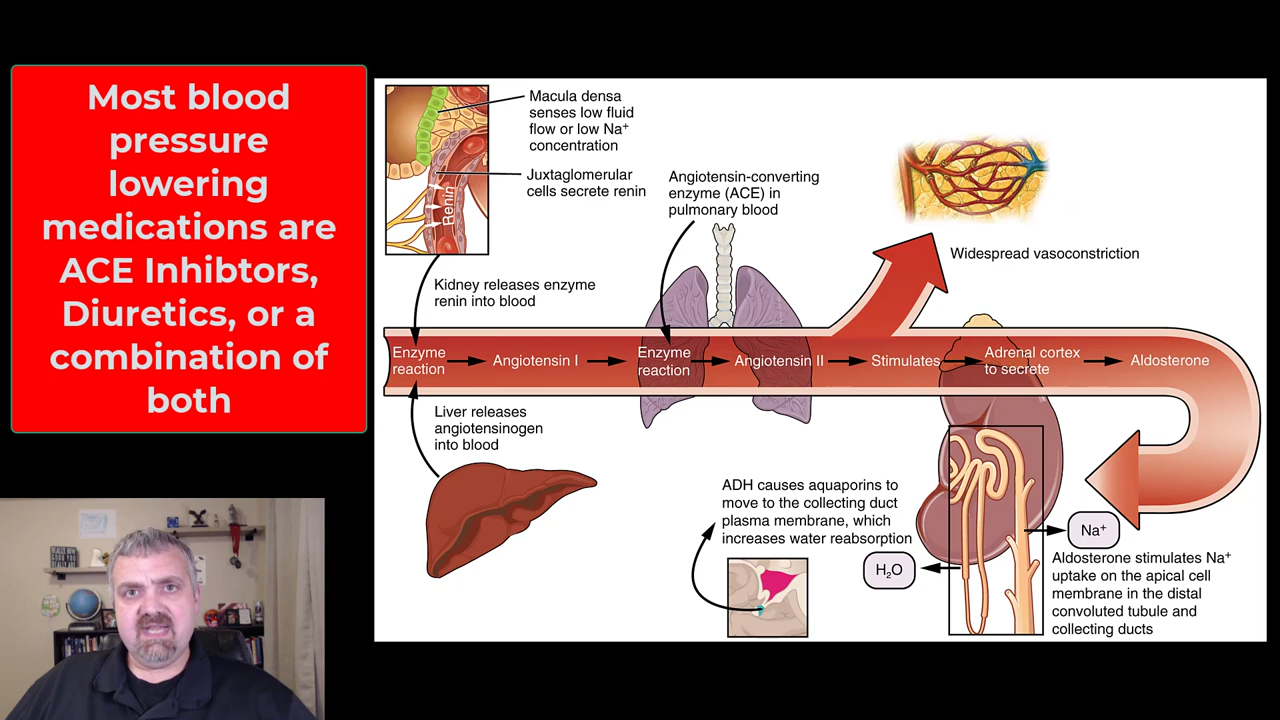 Most blood
pressure
lowering
medications are
ACE Inhibtors,
Diuretics, or a
combination of
both
Macula densa
senses low fluid
flow or low Na⁺
concentration
Juxtaglomerular
cells secrete renin
Renin
Kidney releases enzyme
renin into blood
Angiotensin-converting
enzyme (ACE) in
pulmonary blood
Widespread vasoconstriction
Enzyme
reaction
Angiotensin I
Enzyme
reaction
Angiotensin II
Stimulates
Adrenal cortex
to secrete
Aldosterone
Liver releases
angiotensinogen
into blood
ADH causes aquaporins to
move to the collecting duct
plasma membrane, which
increases water reabsorption
H₂O
Na⁺
Aldosterone stimulates Na⁺
uptake on the apical cell
membrane in the distal
convoluted tubule and
collecting ducts